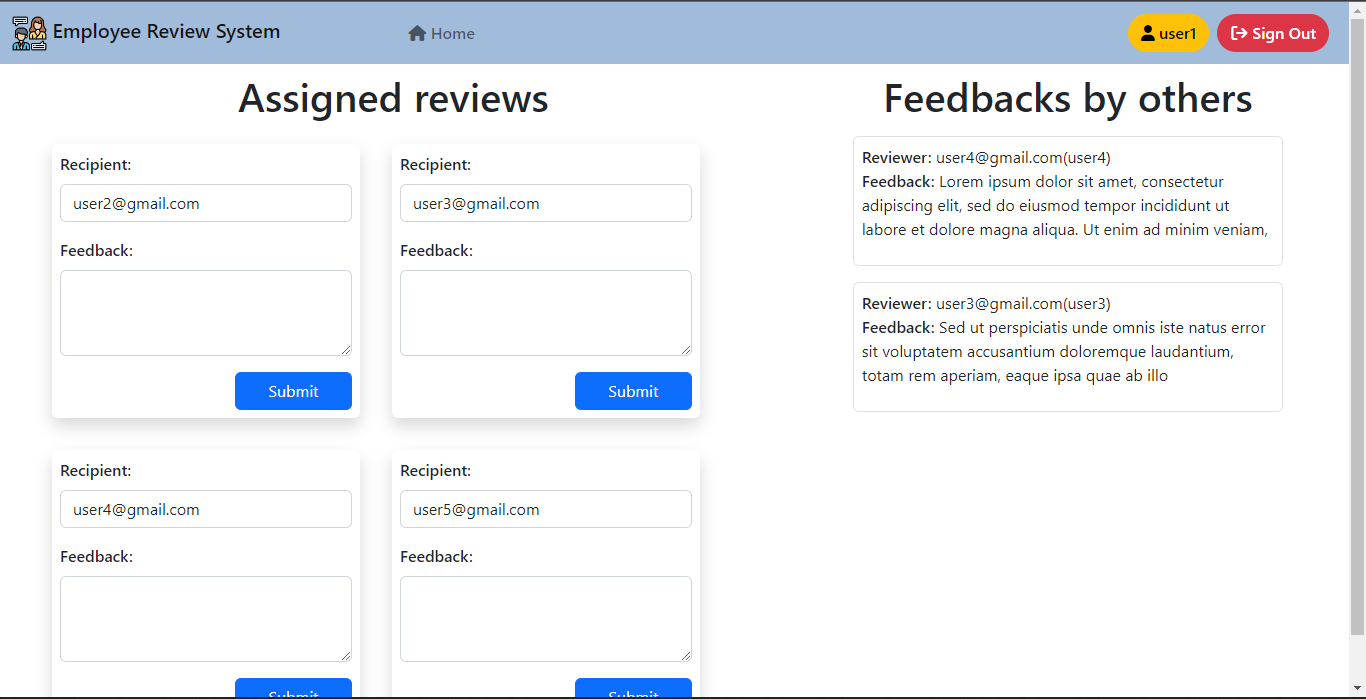 Employee Review System
Home
user1
Sign Out
Assigned reviews
Recipient:
user2@gmail.com
Feedback:
Submit
Recipient:
user3@gmail.com
Feedback:
Submit
Recipient:
user4@gmail.com
Feedback:
Submit
Recipient:
user5@gmail.com
Feedback:
Submit
Feedbacks by others
Reviewer: user4@gmail.com(user4)
Feedback: Lorem ipsum dolor sit amet, consectetur
adipiscing elit, sed do eiusmod tempor incididunt ut
labore et dolore magna aliqua. Ut enim ad minim veniam,
Reviewer: user3@gmail.com(user3)
Feedback: Sed ut perspiciatis unde omnis iste natus error
sit voluptatem accusantium doloremque laudantium,
totam rem aperiam, eaque ipsa quae ab illo